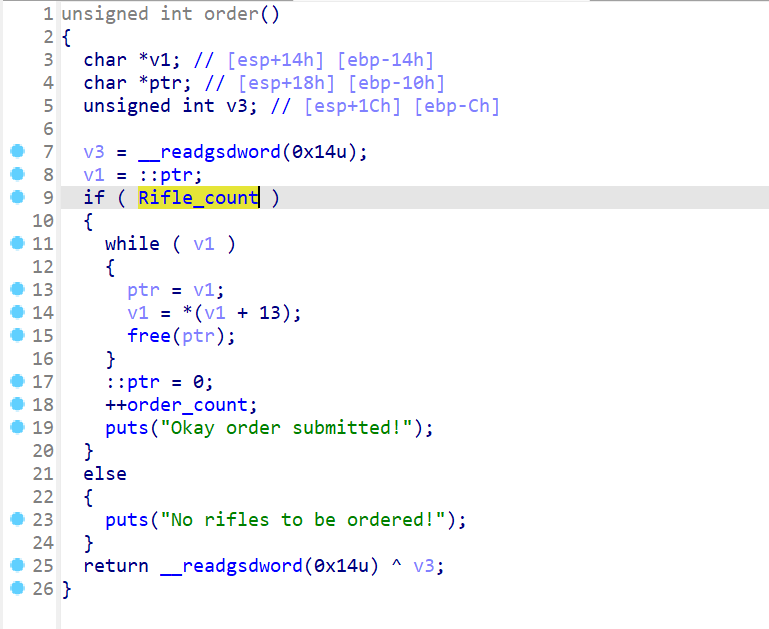 1 unsigned int order()
2 {
3   char *v1; // [esp+14h] [ebp-14h]
4   char *ptr; // [esp+18h] [ebp-10h]
5   unsigned int v3; // [esp+1Ch] [ebp-Ch]
6
7   v3 = __readgsdword(0x14u);
8   v1 = ::ptr;
9   if ( Rifle_count )
10   {
11     while ( v1 )
12     {
13       ptr = v1;
14       v1 = *(v1 + 13);
15       free(ptr);
16     }
17     ::ptr = 0;
18     ++order_count;
19     puts("Okay order submitted!");
20   }
21   else
22   {
23     puts("No rifles to be ordered!");
24   }
25   return __readgsdword(0x14u) ^ v3;
26 }